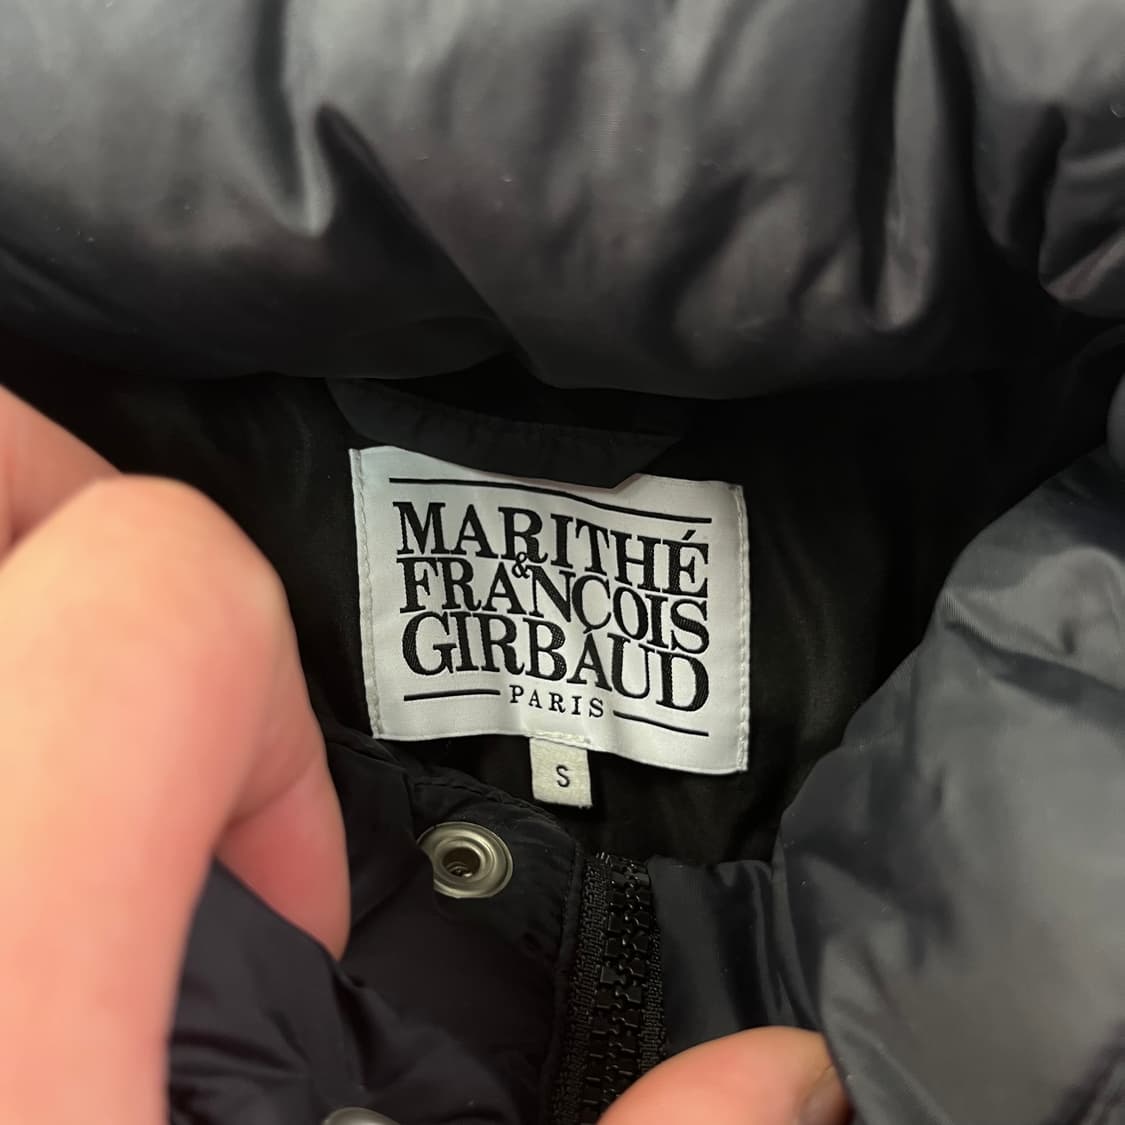 MARITHÉ
&
FRANÇOIS
GIRBAUD
PARIS
S